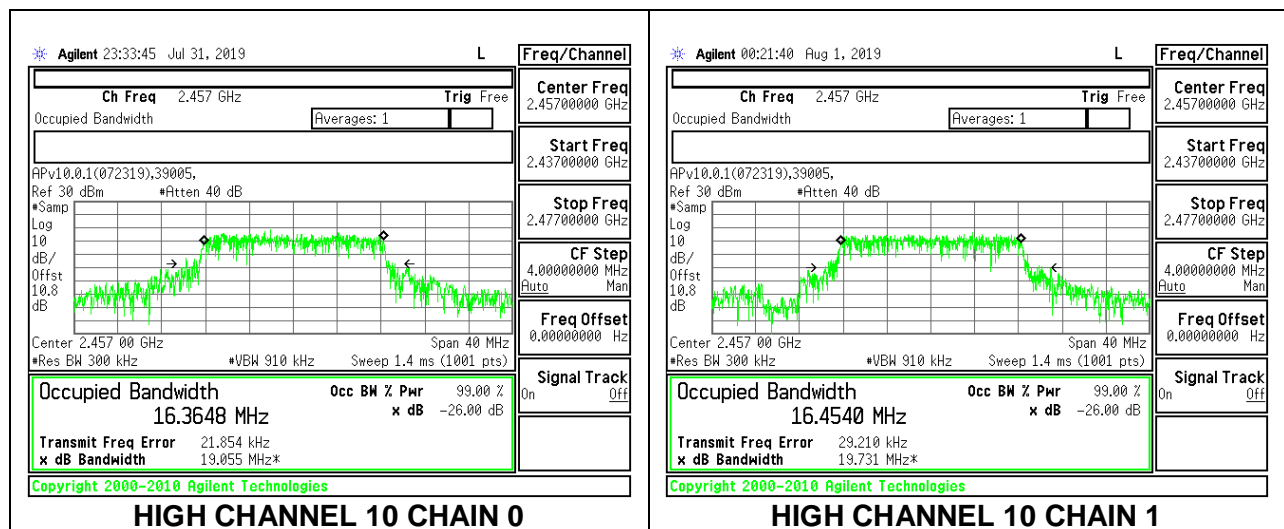 Agilent 23:33:45 Jul 31, 2019 L
Freq/Channel
Ch Freq 2.457 GHz Trig Free
Occupied Bandwidth Averages: 1
APv10.0.1(072319),39005,
Ref 30 dBm #Atten 40 dB
#Samp
Log
10
dB/
Offst
10.8
dB
Center 2.457 00 GHz Span 40 MHz
#Res BW 300 kHz #VBW 910 kHz Sweep 1.4 ms (1001 pts)
Occupied Bandwidth Occ BW % Pwr 99.00 %
16.3648 MHz x dB -26.00 dB
Transmit Freq Error 21.854 kHz
x dB Bandwidth 19.055 MHz*
Copyright 2000-2010 Agilent Technologies
Center Freq
2.45700000 GHz
Start Freq
2.43700000 GHz
Stop Freq
2.47700000 GHz
CF Step
4.00000000 MHz
Auto Man
Freq Offset
0.00000000 Hz
Signal Track
On Off
HIGH CHANNEL 10 CHAIN 0
Agilent 00:21:40 Aug 1, 2019 L
Freq/Channel
Ch Freq 2.457 GHz Trig Free
Occupied Bandwidth Averages: 1
APv10.0.1(072319),39005,
Ref 30 dBm #Atten 40 dB
#Samp
Log
10
dB/
Offst
10.8
dB
Center 2.457 00 GHz Span 40 MHz
#Res BW 300 kHz #VBW 910 kHz Sweep 1.4 ms (1001 pts)
Occupied Bandwidth Occ BW % Pwr 99.00 %
16.4540 MHz x dB -26.00 dB
Transmit Freq Error 29.210 kHz
x dB Bandwidth 19.731 MHz*
Copyright 2000-2010 Agilent Technologies
Center Freq
2.45700000 GHz
Start Freq
2.43700000 GHz
Stop Freq
2.47700000 GHz
CF Step
4.00000000 MHz
Auto Man
Freq Offset
0.00000000 Hz
Signal Track
On Off
HIGH CHANNEL 10 CHAIN 1